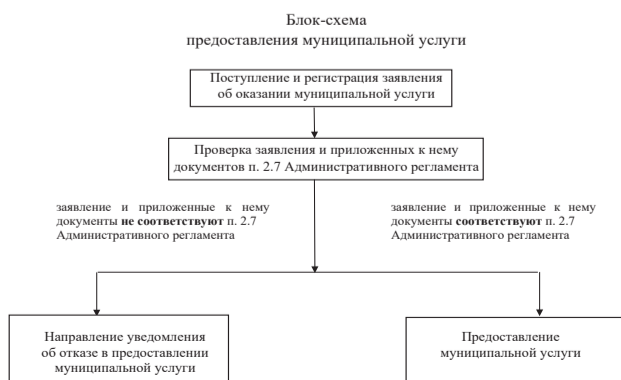 Блок-схема
предоставления муниципальной услуги
Поступление и регистрация заявления
об оказании муниципальной услуги
Проверка заявления и приложенных к нему
документов п. 2.7 Административного регламента
заявление и приложенные к нему
документы не соответствуют п. 2.7
Административного регламента
заявление и приложенные к нему
документы соответствуют п. 2.7
Административного регламента
Направление уведомления
об отказе в предоставлении
муниципальной услуги
Предоставление
муниципальной услуги